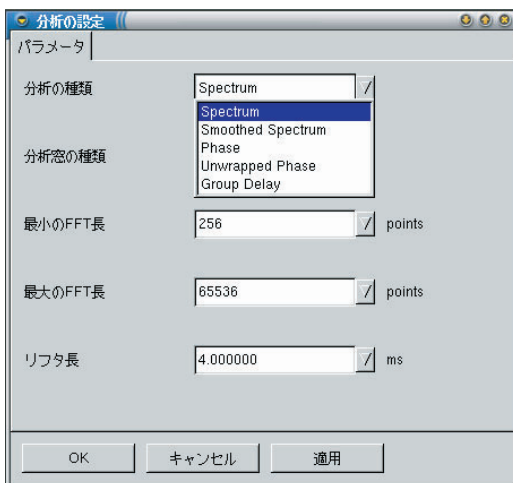 分析の設定
パラメータ
分析の種類 Spectrum
Spectrum
Smoothed Spectrum
Phase
Unwrapped Phase
Group Delay
分析窓の種類
最小のFFT長 256 points
最大のFFT長 65536 points
リフタ長 4.000000 ms
OK キャンセル 適用